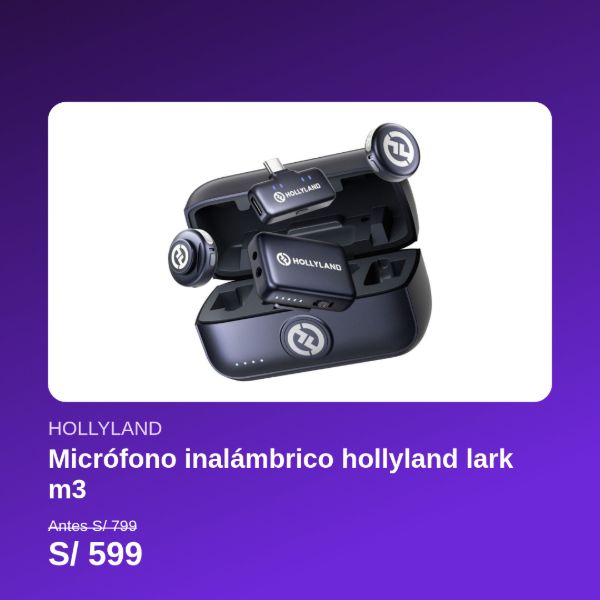 HOLLYLAND
HOLLYLAND
HOLLYLAND
Micrófono inalámbrico hollyland lark
m3
Antes S/ 799
S/ 599